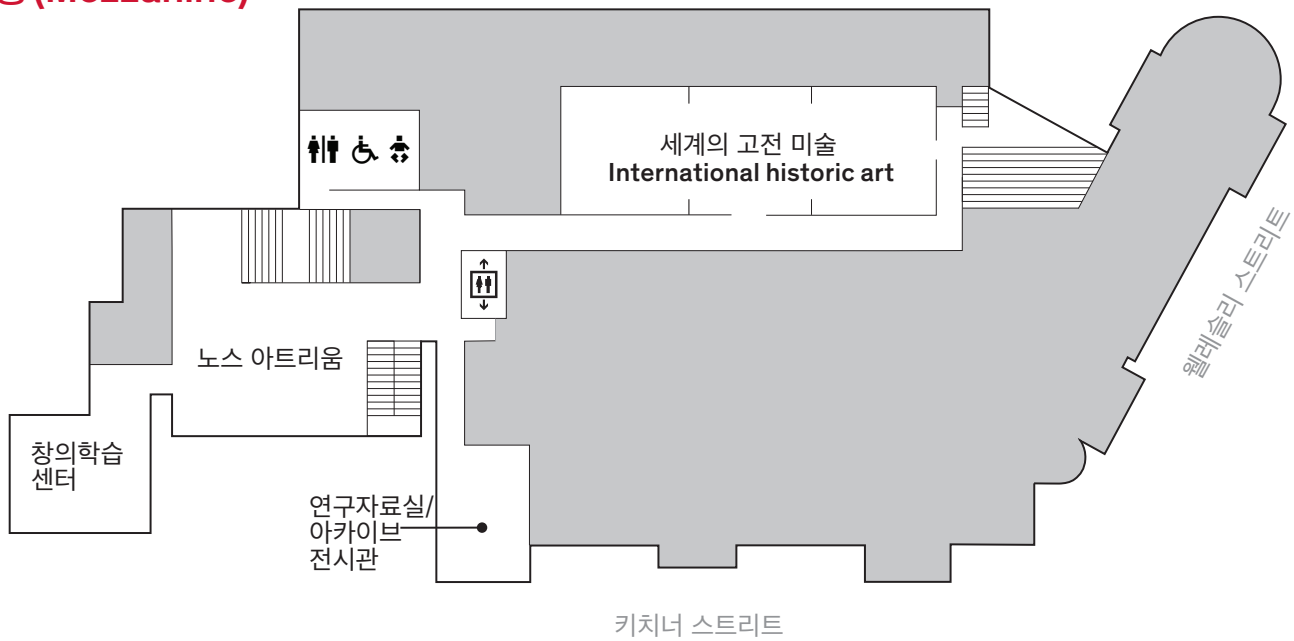 (Mezzanine)
세계의 고전 미술
International historic art
노스 아트리움
창의학습
센터
연구자료실/
아카이브
전시관
웰레슬리 스트리트
키치너 스트리트